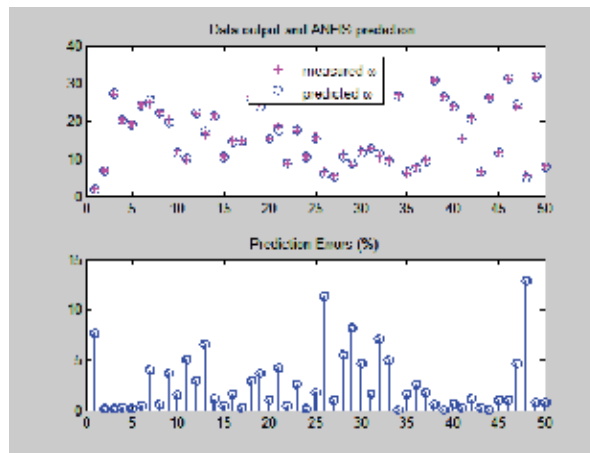 Data output and ANFIS prediction
40
30
20
10
0
+ measured α
o predicted α
0 5 10 15 20 25 30 35 40 45 50
Prediction Errors (%)
15
10
5
0
0 5 10 15 20 25 30 35 40 45 50